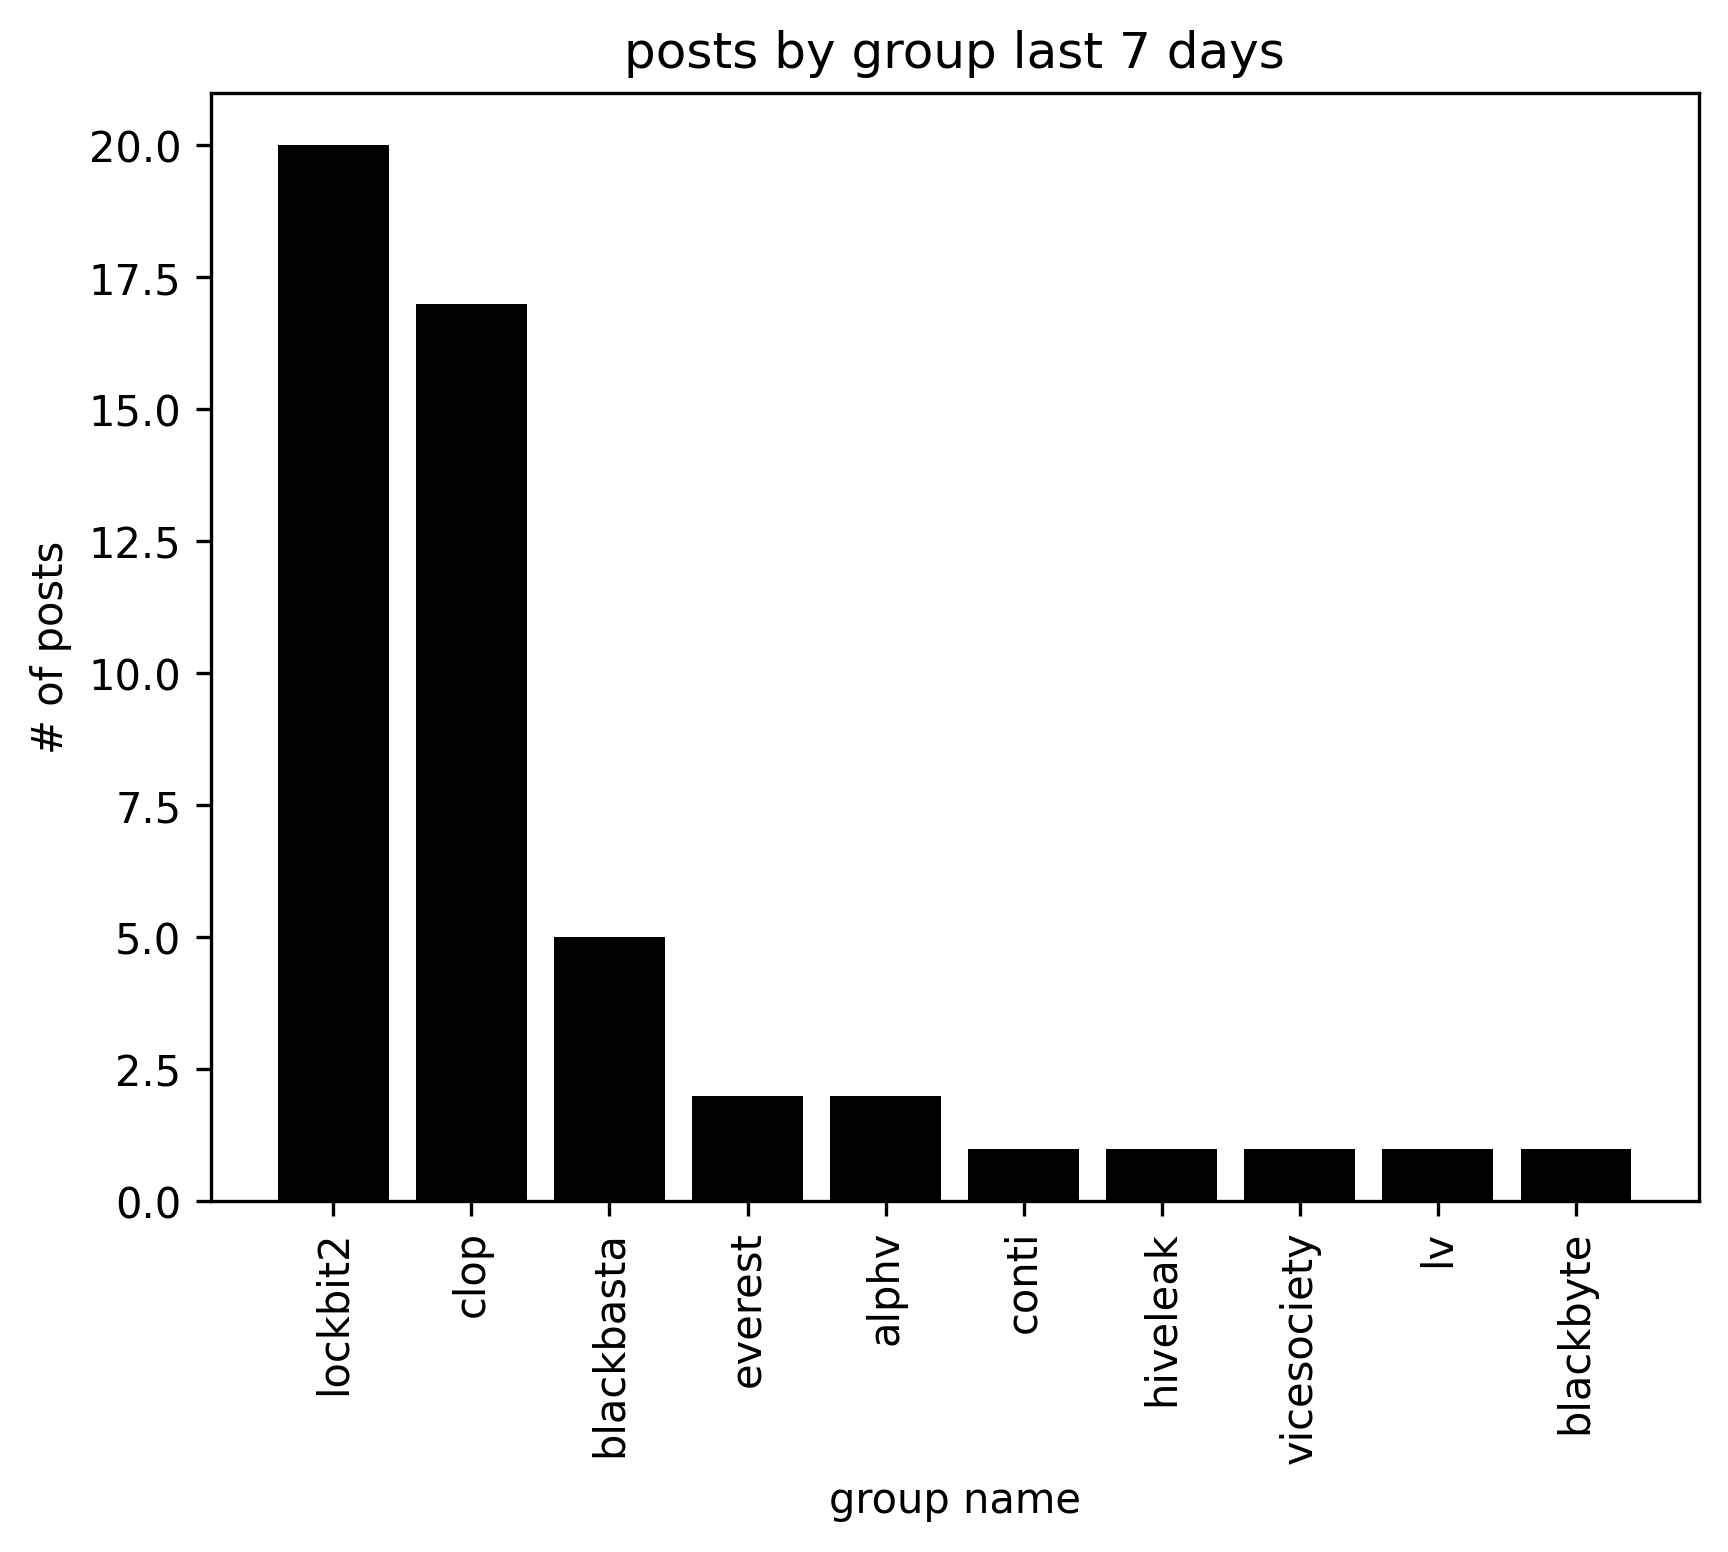 posts by group last 7 days
20.0
17.5
15.0
12.5
10.0
7.5
5.0
2.5
0.0
# of posts
lockbit2
clop
blackbasta
everest
alphv
conti
hiveleak
vicesociety
lv
blackbyte
group name